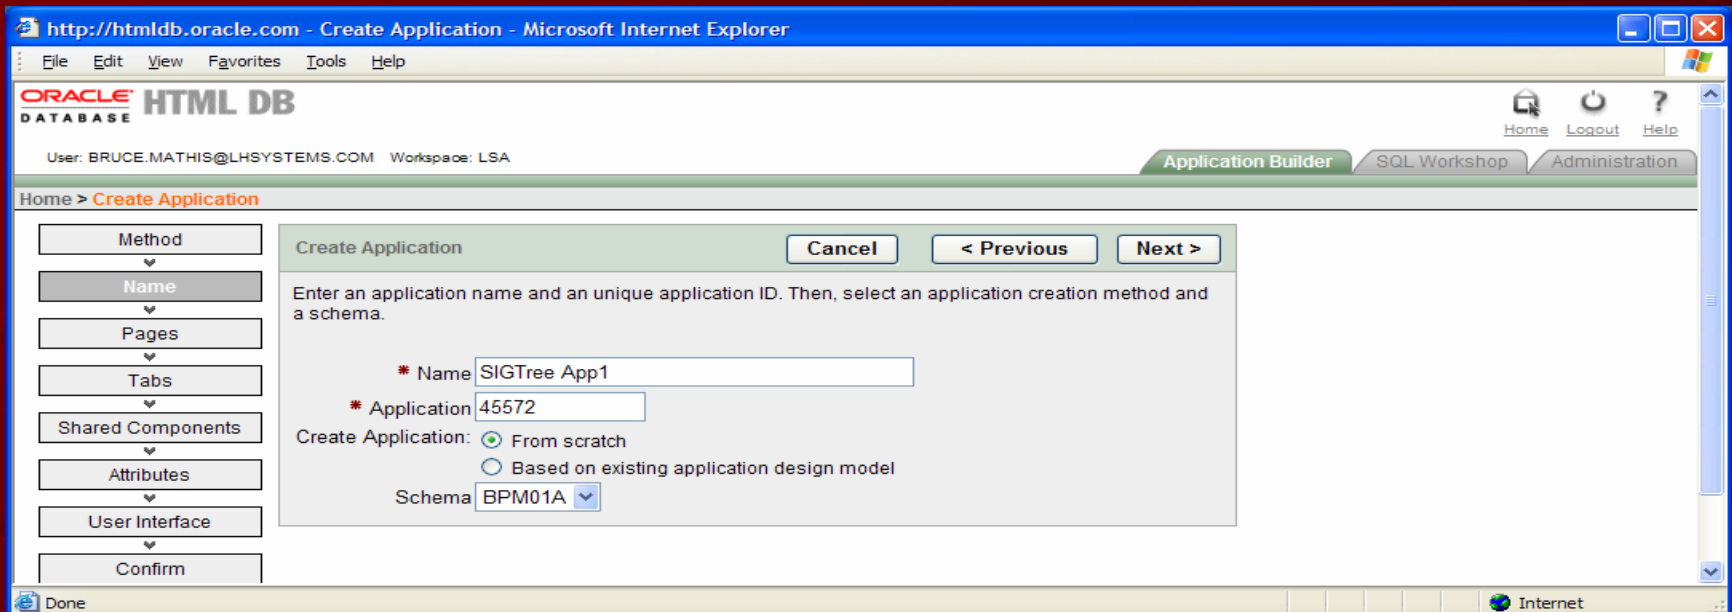 http://htmldb.oracle.com - Create Application - Microsoft Internet Explorer
File Edit View Favorites Tools Help
ORACLE DATABASE HTML DB
Home Logout Help
User: BRUCE.MATHIS@LHSYSTEMS.COM Workspace: LSA
Application Builder SQL Workshop Administration
Home > Create Application
Method
Name
Pages
Tabs
Shared Components
Attributes
User Interface
Confirm
Create Application Cancel < Previous Next >
Enter an application name and an unique application ID. Then, select an application creation method and
a schema.
* Name SIGTree App1
* Application 45572
Create Application: From scratch
Based on existing application design model
Schema BPM01A
Done Internet